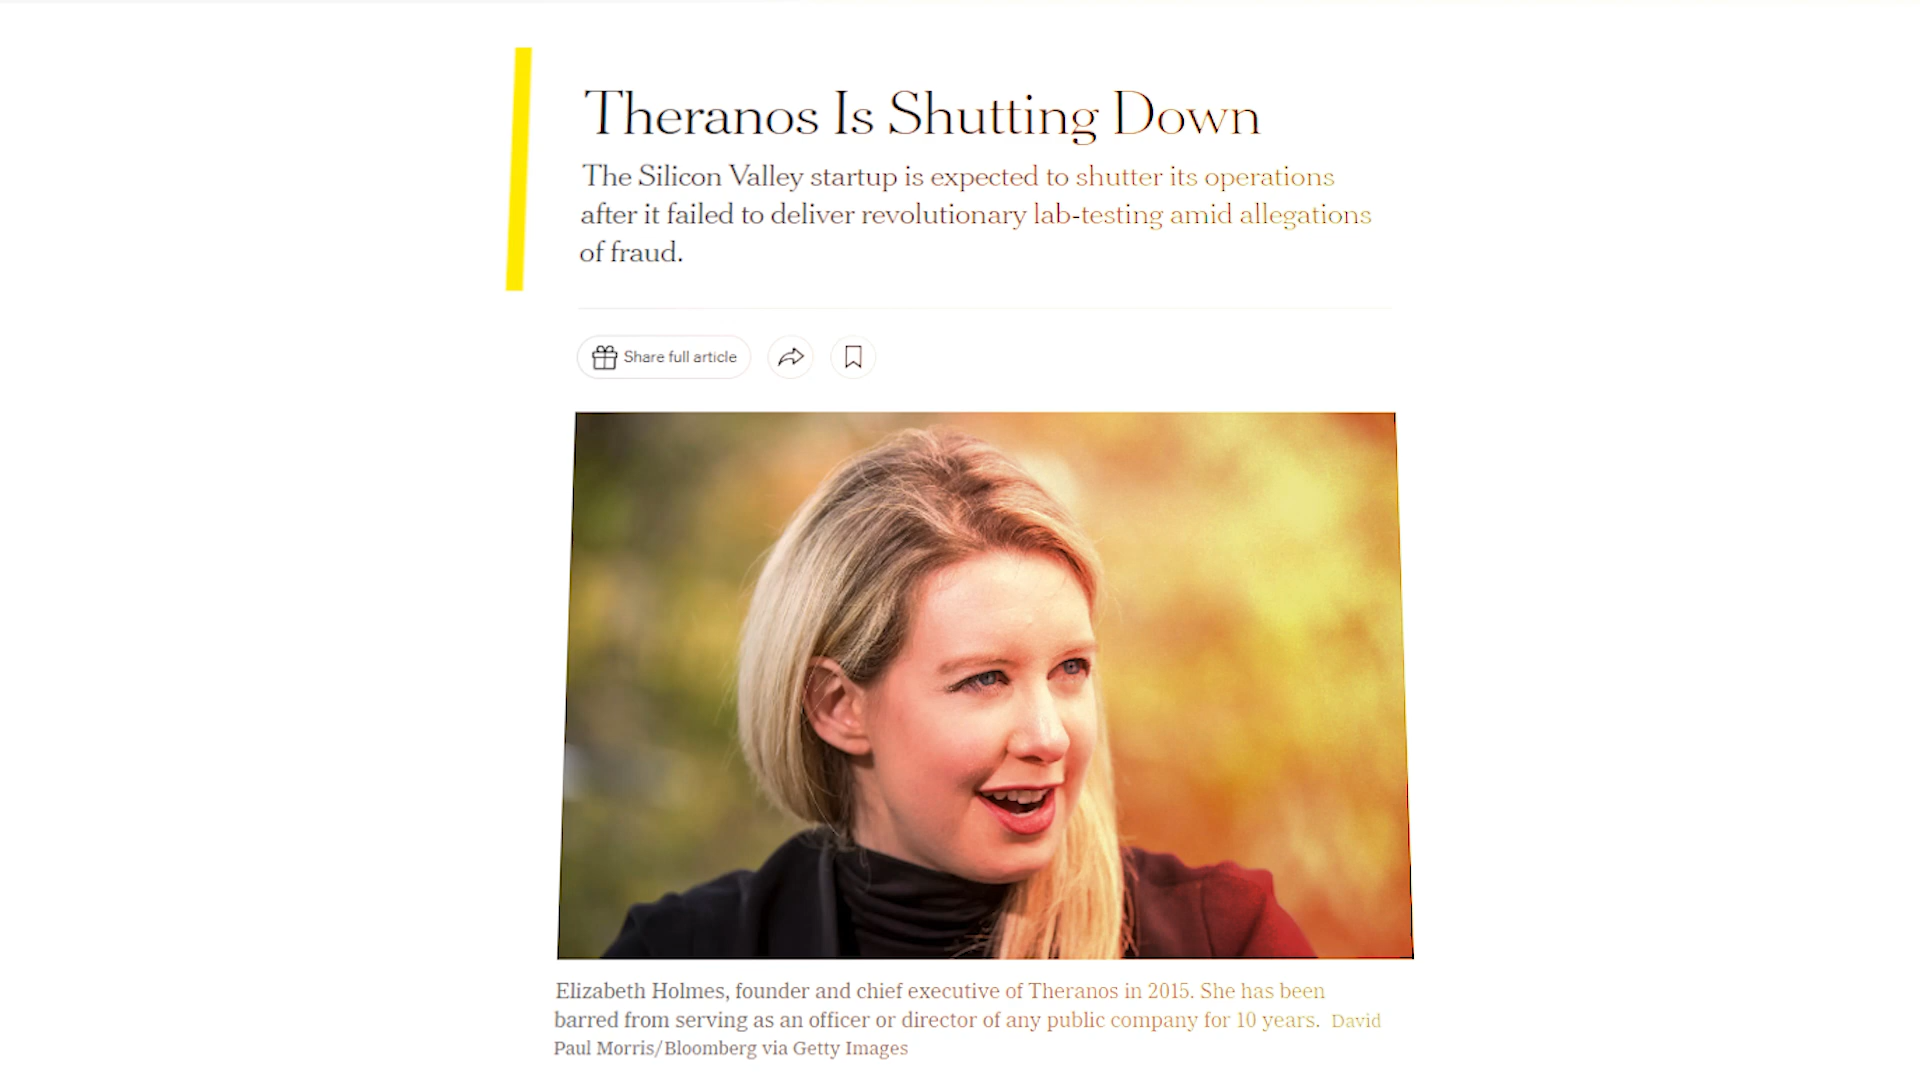 Theranos Is Shutting Down
The Silicon Valley startup is expected to shutter its operations
after it failed to deliver revolutionary lab-testing amid allegations
of fraud.
Share full article
Elizabeth Holmes, founder and chief executive of Theranos in 2015. She has been
barred from serving as an officer or director of any public company for 10 years. David
Paul Morris/Bloomberg via Getty Images